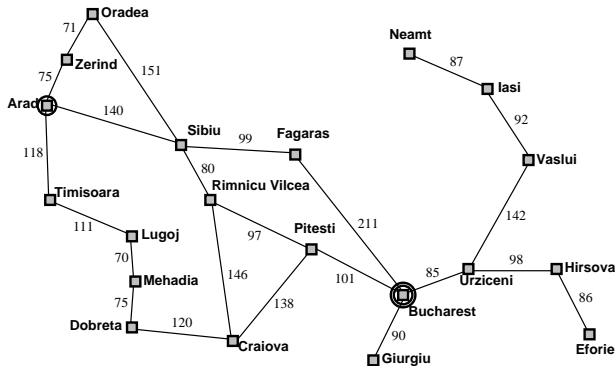 Oradea
71
Neamt
87
Zerind
151
75
Iasi
Arad
140
92
Sibiu
99
Fagaras
118
Vaslui
80
Rimnicu Vilcea
Timisoara
211
142
111
Lugoj
97
Pitesti
70
98
Hirsova
85
Mehadia
146
101
Urziceni
75
138
86
Bucharest
120
Dobreta
90
Craiova
Eforie
Giurgiu